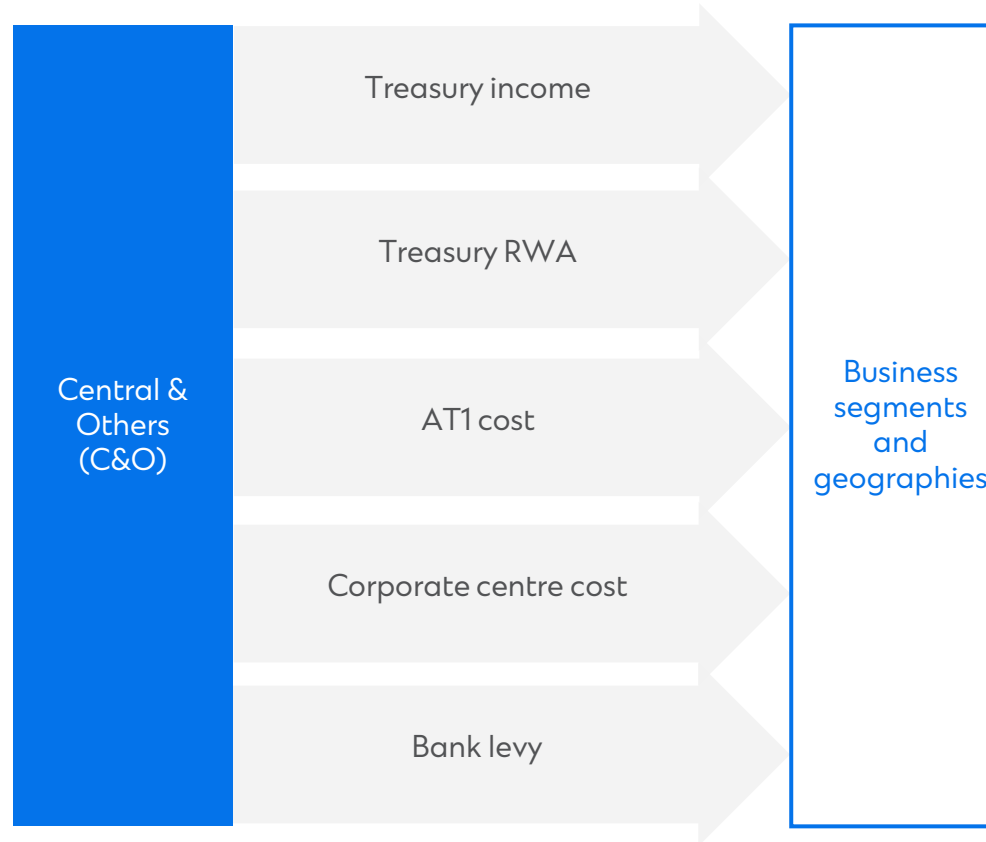 Treasury income
Treasury RWA
Central &
Others
(C&O)
AT1 cost
Business
segments
and
geographies
Corporate centre cost
Bank levy